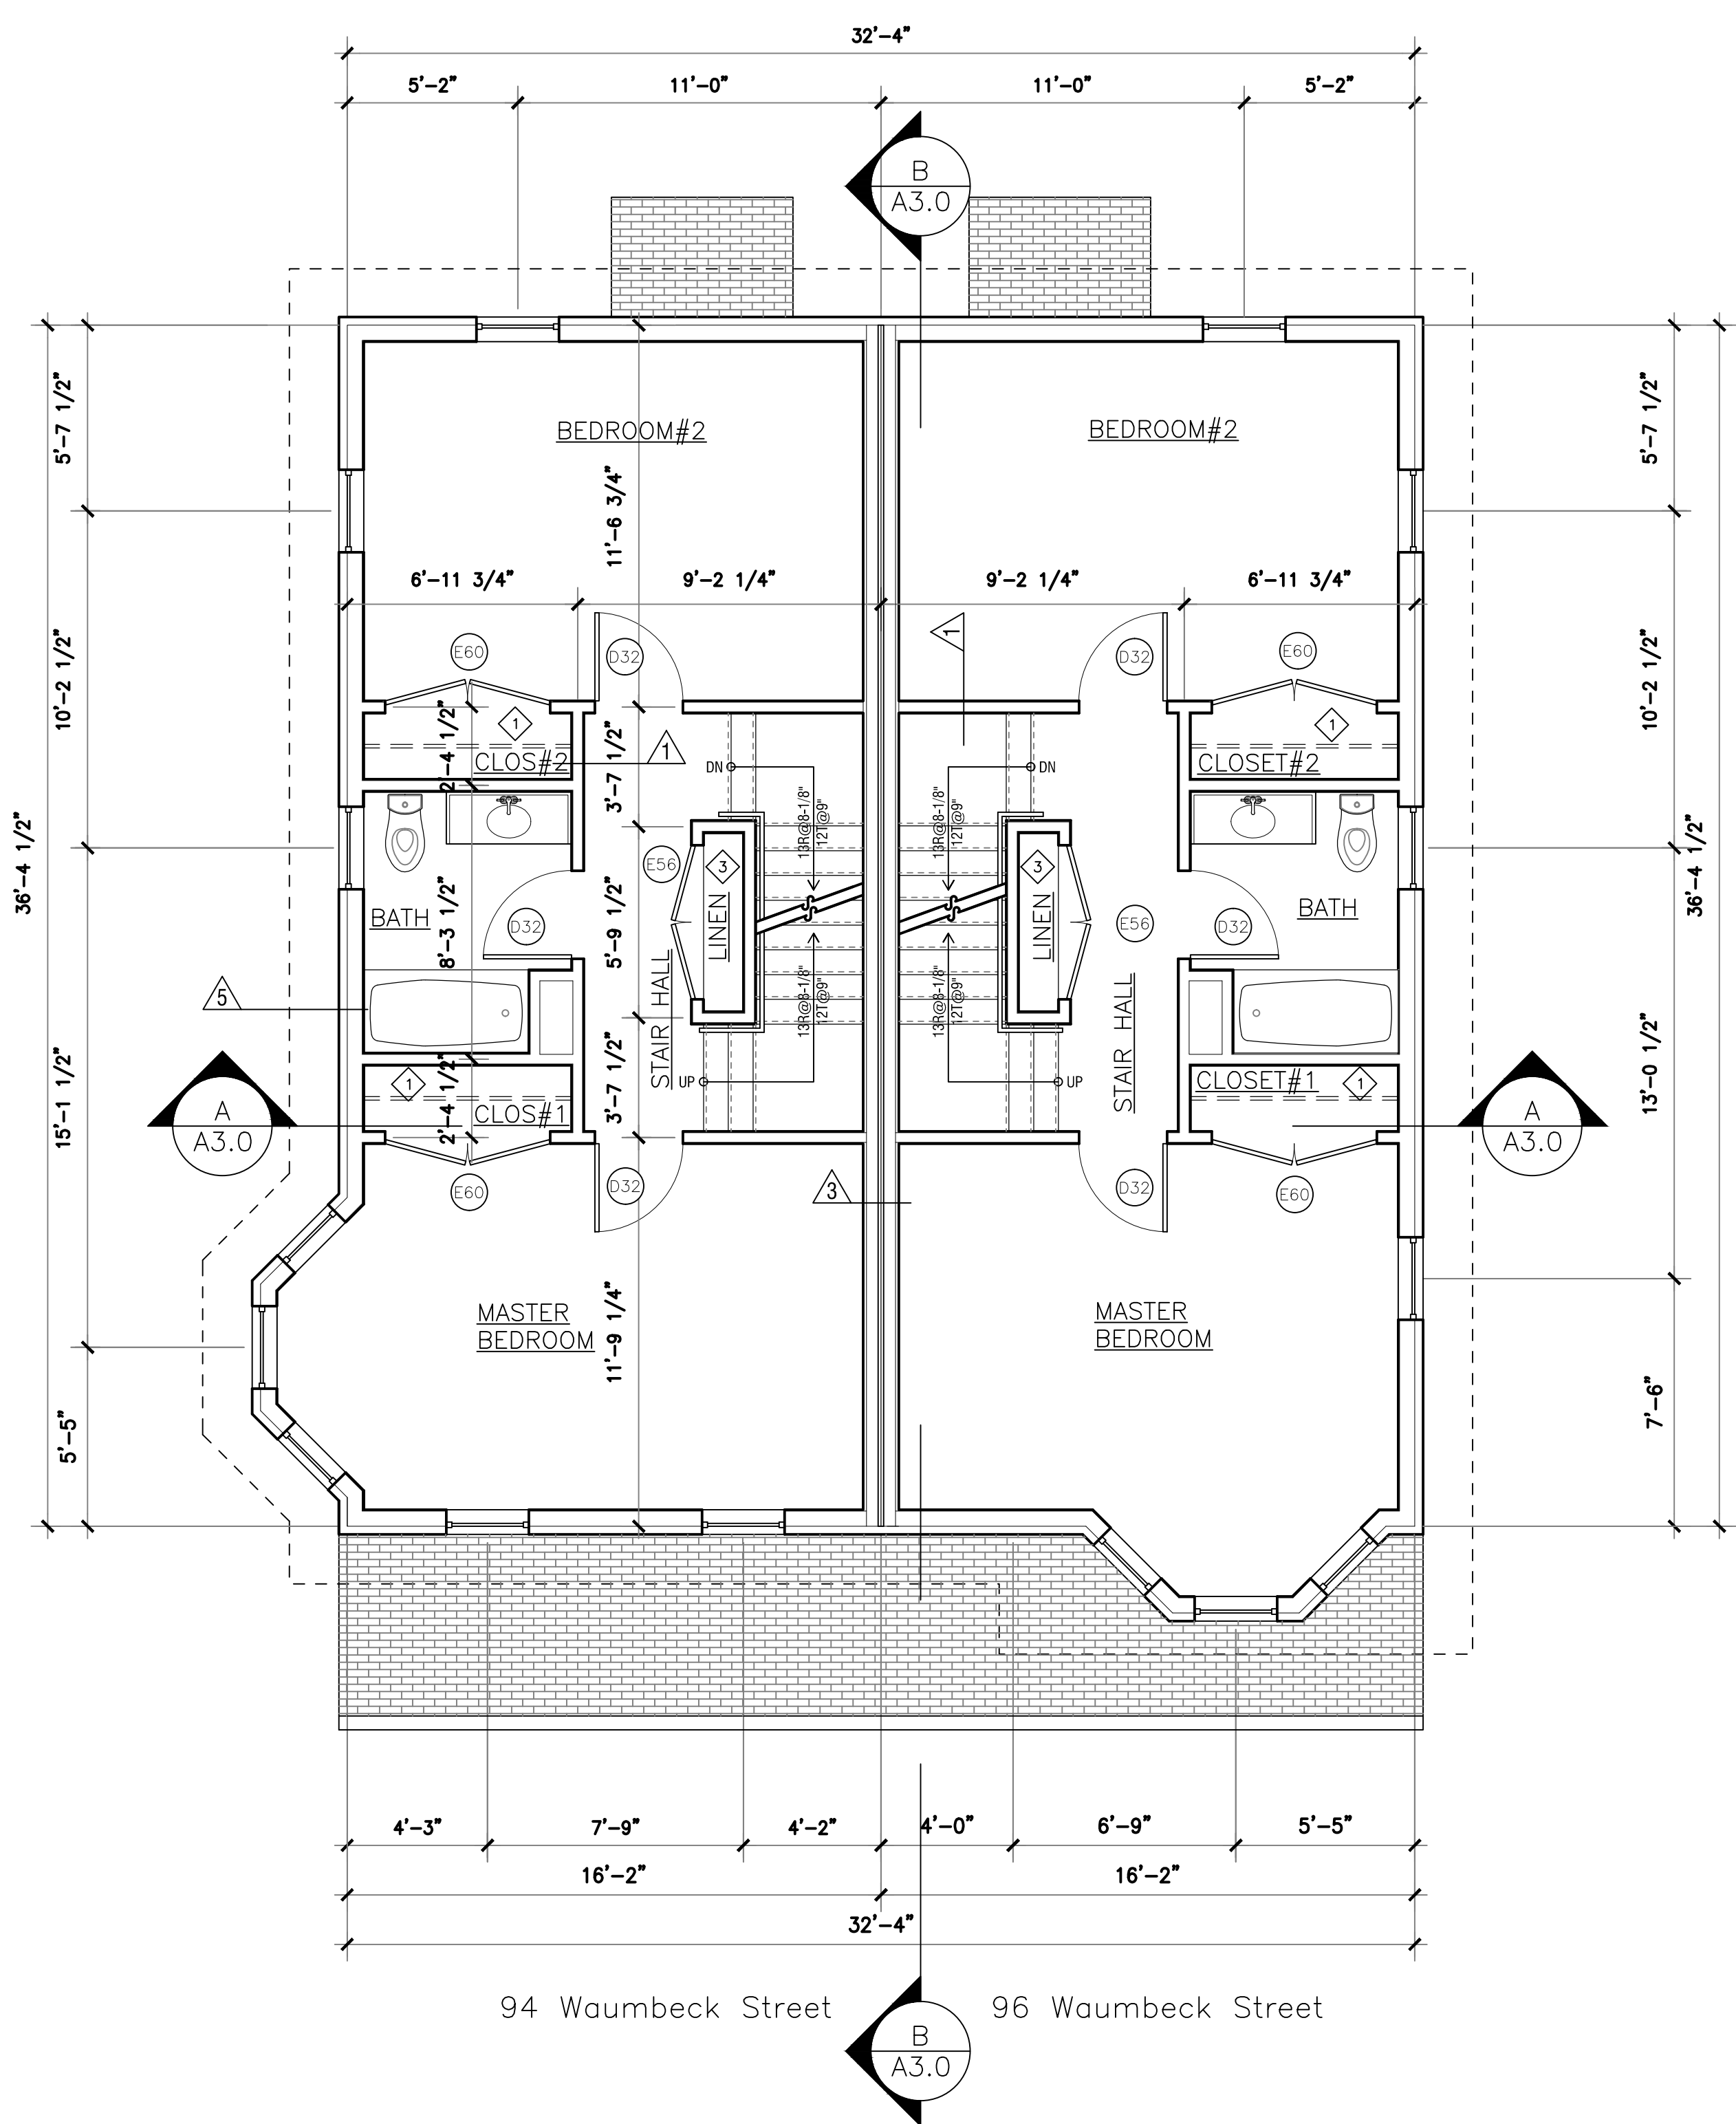 32'-4"
5'-2" 11'-0" 11'-0" 5'-2"
B
A3.0
5'-7 1/2"
BEDROOM#2
BEDROOM#2
5'-7 1/2"
11'-6 3/4"
6'-11 3/4" 9'-2 1/4" 9'-2 1/4" 6'-11 3/4"
1
E60 D32 D32 E60
10'-2 1/2"
10'-2 1/2"
2'-4 1/2"
1
CLOS#2
1
3'-7 1/2"
1
CLOSET#2
DN
DN
13R@8-1/8"
12T@9"
13R@8-1/8"
12T@9"
36'-4 1/2"
36'-4 1/2"
E56
3
LINEN
3
LINEN
E56
BATH
D32
8'-3 1/2"
5'-9 1/2"
D32
BATH
5
STAIR HALL
STAIR HALL
13R@8-1/8"
12T@9"
13R@8-1/8"
12T@9"
15'-1 1/2"
13'-0 1/2"
2'-4 1/2"
3'-7 1/2"
UP
UP
1
CLOS#1
CLOSET#1
1
A
A3.0
A
A3.0
E60 D32 3 D32 E60
MASTER
BEDROOM
11'-9 1/4"
MASTER
BEDROOM
5'-5"
7'-6"
4'-3" 7'-9" 4'-2" 4'-0" 6'-9" 5'-5"
16'-2" 16'-2"
32'-4"
94 Waumbeck Street
96 Waumbeck Street
B
A3.0